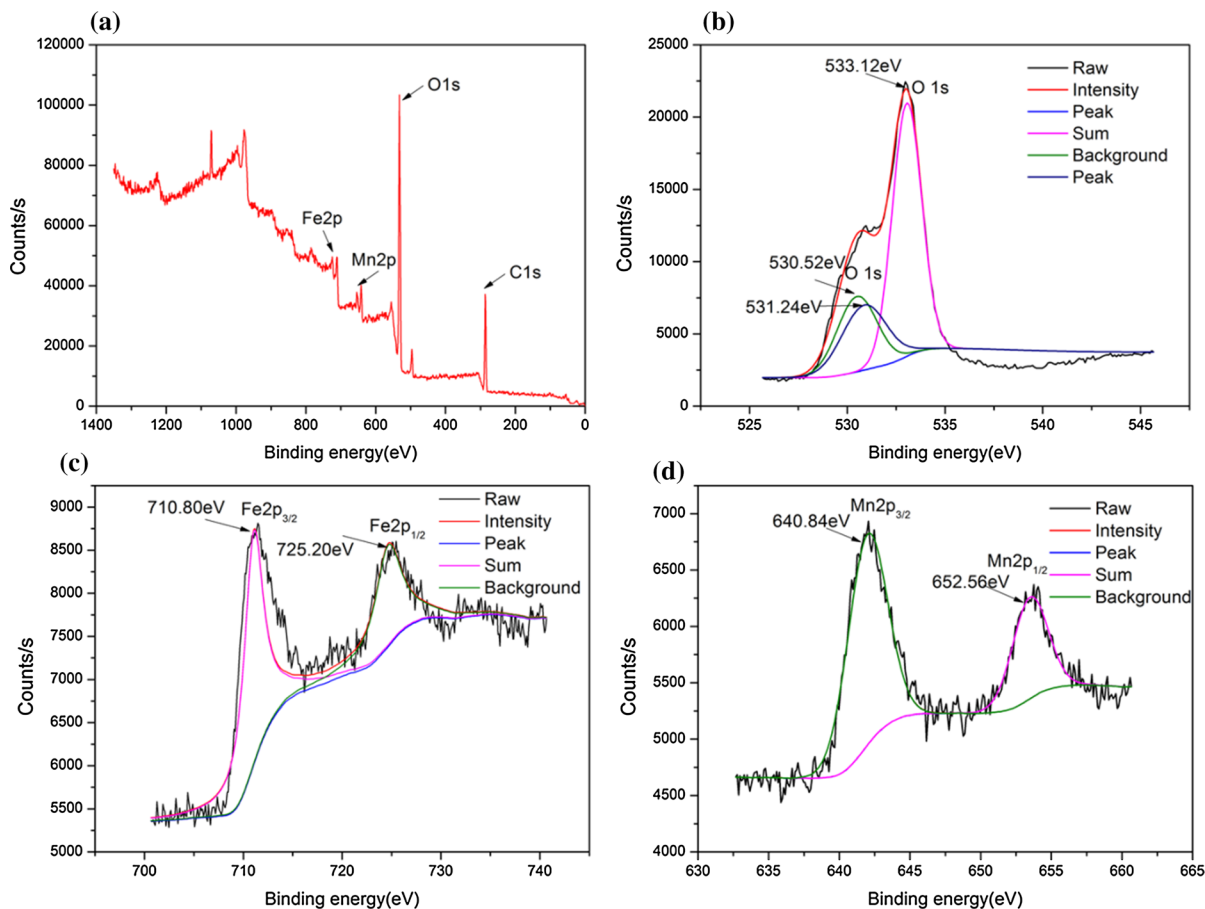 (a)
120000
100000
80000
60000
40000
20000
0
Counts/s
O1s
Fe2p
Mn2p
C1s
1400 1200 1000 800 600 400 200 0
Binding energy(eV)
(b)
25000
20000
15000
10000
5000
0
Counts/s
533.12eV
O 1s
530.52eV
O 1s
531.24eV
Raw
Intensity
Peak
Sum
Background
Peak
525 530 535 540 545
Binding energy(eV)
(c)
9000
8500
8000
7500
7000
6500
6000
5500
5000
Counts/s
710.80eV
Fe2p3/2
Fe2p1/2
725.20eV
Raw
Intensity
Peak
Sum
Background
700 710 720 730 740
Binding energy(eV)
(d)
7000
6500
6000
5500
5000
4500
4000
Counts/s
Mn2p3/2
640.84eV
Mn2p1/2
652.56eV
Raw
Intensity
Peak
Sum
Background
630 635 640 645 650 655 660 665
Binding energy(eV)